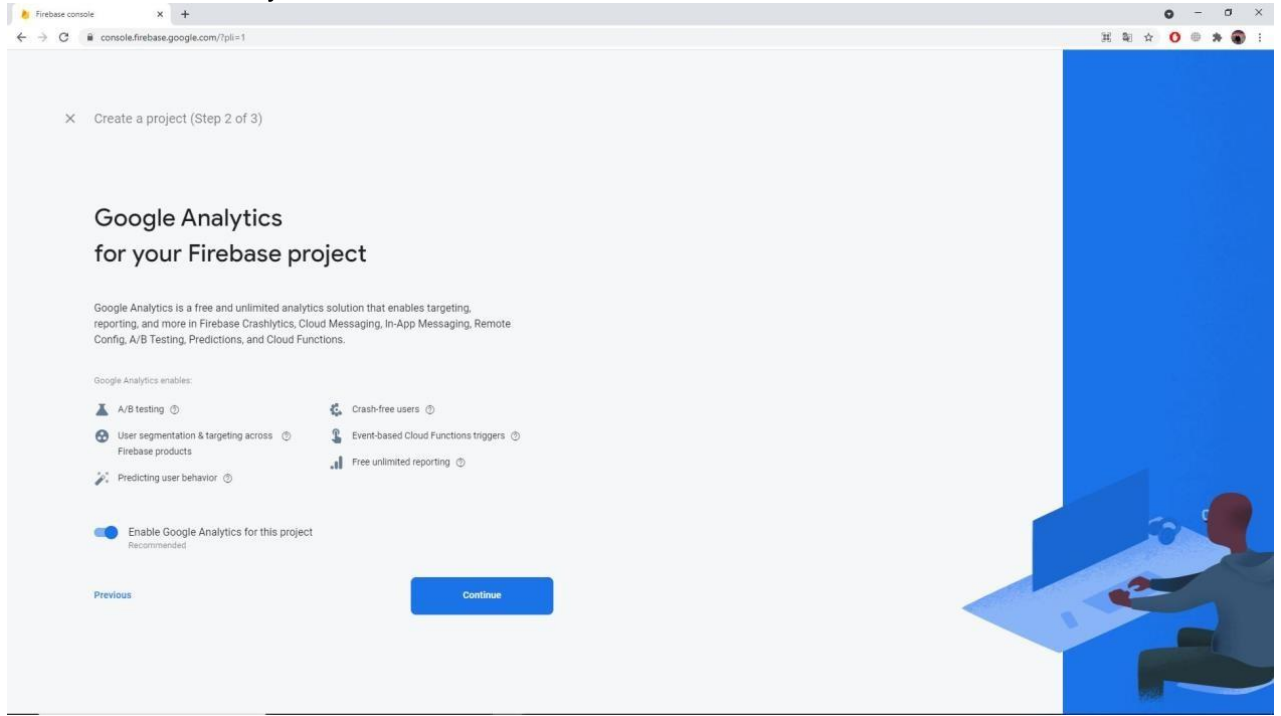 Firebase console
console.firebase.google.com/?pli=1
Create a project (Step 2 of 3)
Google Analytics
for your Firebase project
Google Analytics is a free and unlimited analytics solution that enables targeting,
reporting, and more in Firebase Crashlytics, Cloud Messaging, In-App Messaging, Remote
Config, A/B Testing, Predictions, and Cloud Functions.
Google Analytics enables:
A/B testing
Crash-free users
User segmentation & targeting across
Firebase products
Event-based Cloud Functions triggers
Free unlimited reporting
Predicting user behavior
Enable Google Analytics for this project
Recommended
Previous
Continue